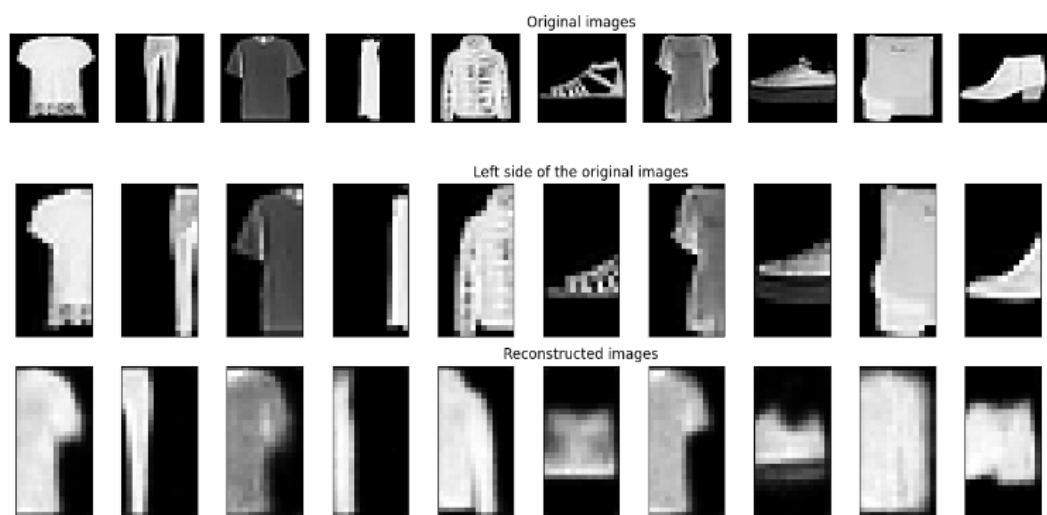 Original images
Left side of the original images
Reconstructed images